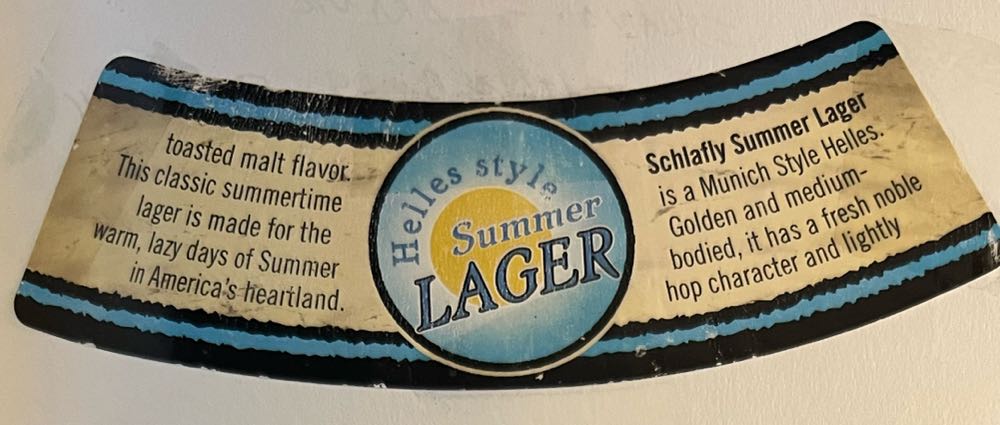 toasted malt flavor.
This classic summertime
lager is made for the
warm, lazy days of Summer
in America's heartland.
Helles style
Summer
LAGER
Schlafly Summer Lager
is a Munich Style Helles.
Golden and medium-
bodied, it has a fresh noble
hop character and lightly